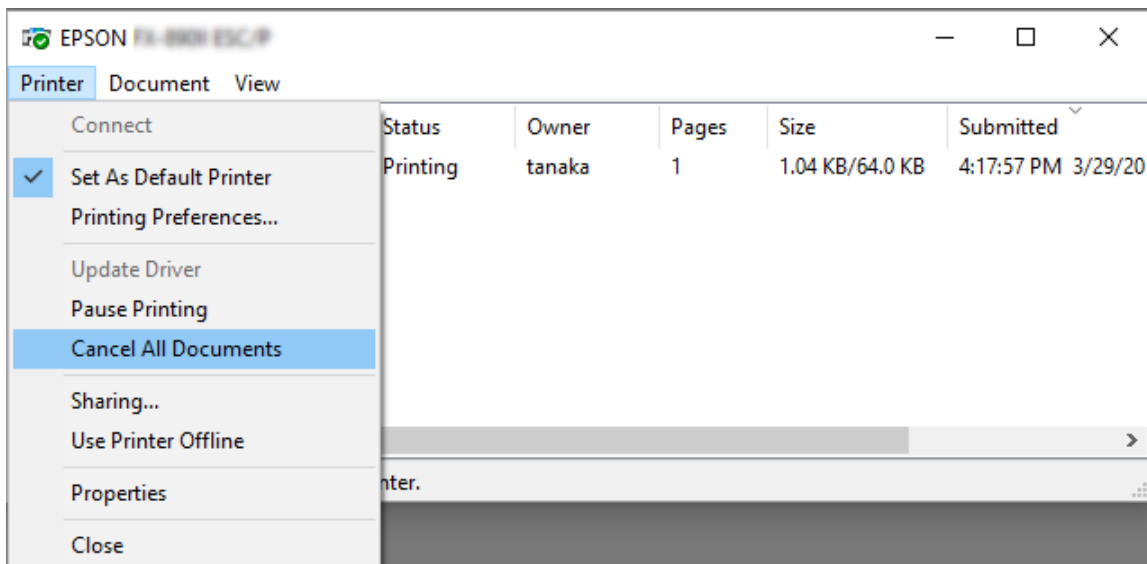 EPSON
Printer Document View
Connect
Status Owner Pages Size Submitted
Set As Default Printer
Printing tanaka 1 1.04 KB/64.0 KB 4:17:57 PM 3/29/20
Printing Preferences...
Update Driver
Pause Printing
Cancel All Documents
Sharing...
Use Printer Offline
Properties
nter.
Close